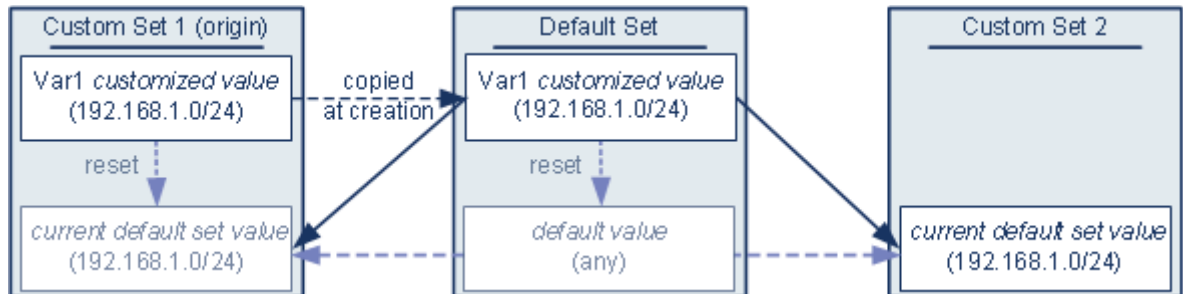 Custom Set 1 (origin)
Var1 customized value
(192.168.1.0/24)
reset
current default set value
(192.168.1.0/24)
copied
at creation
Default Set
Var1 customized value
(192.168.1.0/24)
reset
default value
(any)
Custom Set 2
current default set value
(192.168.1.0/24)